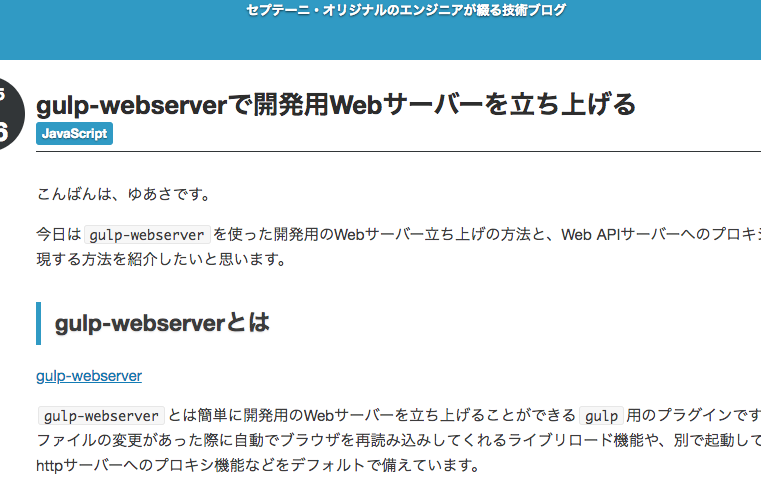 セプテーニ・オリジナルのエンジニアが綴る技術ブログ
5
6
gulp-webserverで開発用Webサーバーを立ち上げる
JavaScript
こんばんは、ゆあさです。
今日は gulp-webserver を使った開発用のWebサーバー立ち上げの方法と、Web APIサーバーへのプロキシ
現する方法を紹介したいと思います。
gulp-webserverとは
gulp-webserver
gulp-webserver とは簡単に開発用のWebサーバーを立ち上げることができる gulp 用のプラグインです
ファイルの変更があった際に自動でブラウザを再読み込みしてくれるライブリロード機能や、別で起動して
httpサーバーへのプロキシ機能などをデフォルトで備えています。